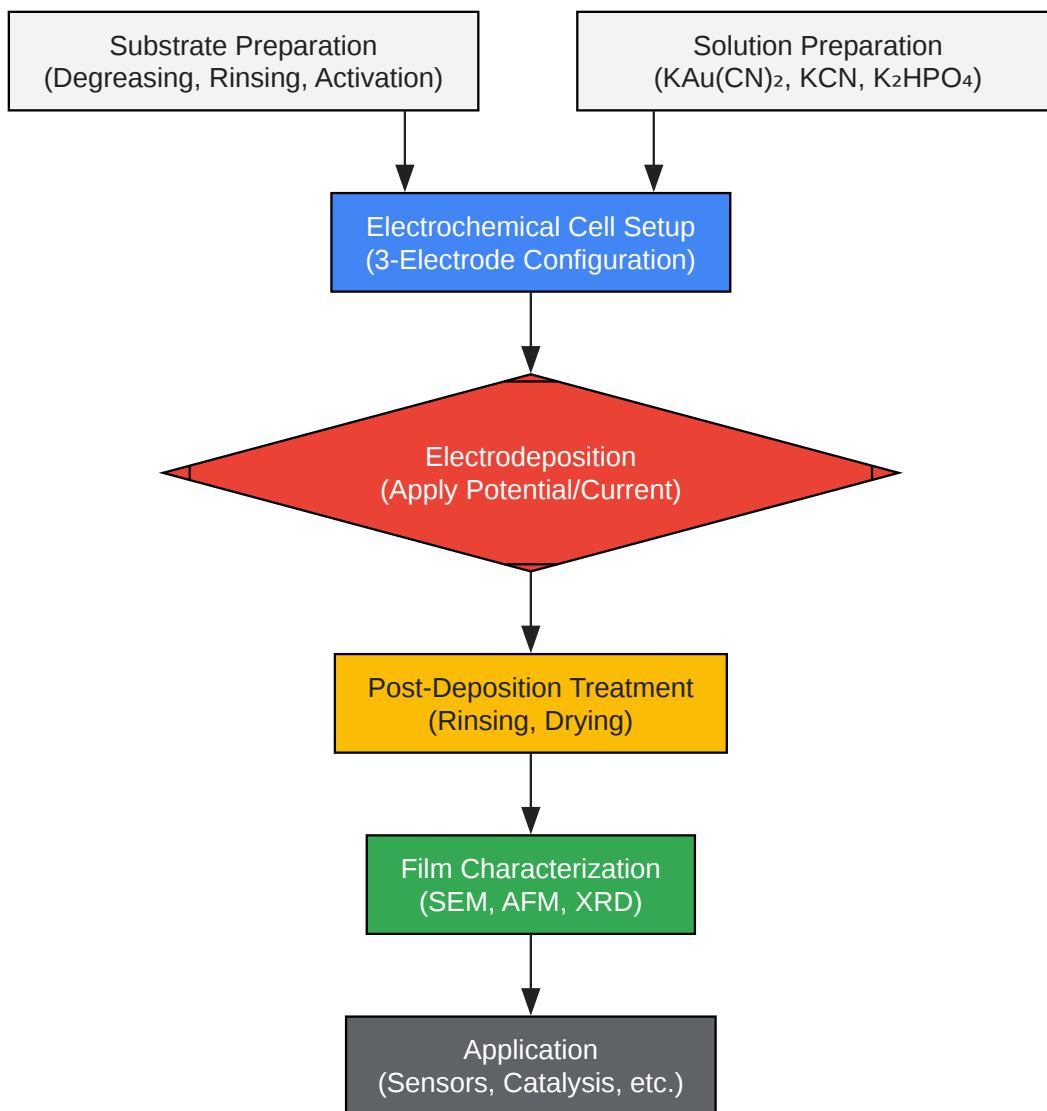 Substrate Preparation
(Degreasing, Rinsing, Activation)
Solution Preparation
(KAu(CN)₂, KCN, K₂HPO₄)
Electrochemical Cell Setup
(3-Electrode Configuration)
Electrodeposition
(Apply Potential/Current)
Post-Deposition Treatment
(Rinsing, Drying)
Film Characterization
(SEM, AFM, XRD)
Application
(Sensors, Catalysis, etc.)